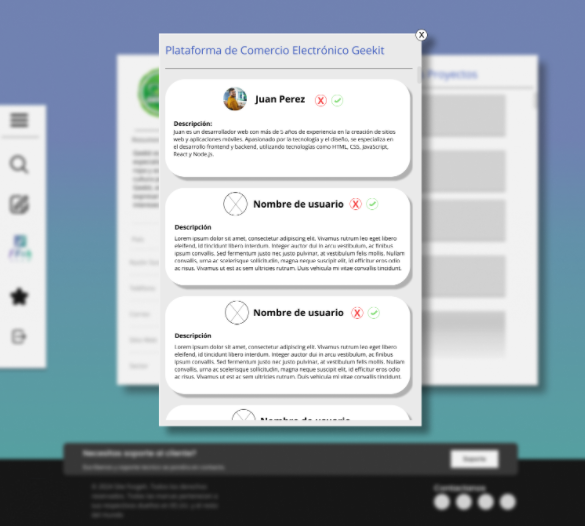 X
Plataforma de Comercio Electrónico Geekit
Proyectos
Juan Perez X
Descripción:
Juan es un desarrollador web con más de 5 años de experiencia en la creación de sitios
web y aplicaciones móviles. Apasionado por la tecnología y el diseño, se especializa en
el desarrollo frontend y backend, utilizando tecnologías como HTML, CSS, JavaScript,
React y Node.js.
Nombre de usuario X
Descripción
Lorem ipsum dolor sit amet, consectetur adipiscing elit. Vivamus rutrum leo eget libero
eleifend, id tincidunt libero interdum. Integer auctor dui in arcu vestibulum, ac finibus
ipsum convallis. Sed fermentum justo nec justo pulvinar, at vestibulum felis mollis. Nullam
convallis, urna ac scelerisque sollicitudin, magna neque suscipit elit, id efficitur eros odio
ac risus. Vivamus ut est ac sem ultrices rutrum. Duis vehicula mi vitae convallis tincidunt.
Nombre de usuario X
Descripción
Lorem ipsum dolor sit amet, consectetur adipiscing elit. Vivamus rutrum leo eget libero
eleifend, id tincidunt libero interdum. Integer auctor dui in arcu vestibulum, ac finibus
ipsum convallis. Sed fermentum justo nec justo pulvinar, at vestibulum felis mollis. Nullam
convallis, urna ac scelerisque sollicitudin, magna neque suscipit elit, id efficitur eros odio
ac risus. Vivamus ut est ac sem ultrices rutrum. Duis vehicula mi vitae convallis tincidunt.
Nombre de usuario
¿Necesitas soporte al cliente?
Soporte
Contactanos